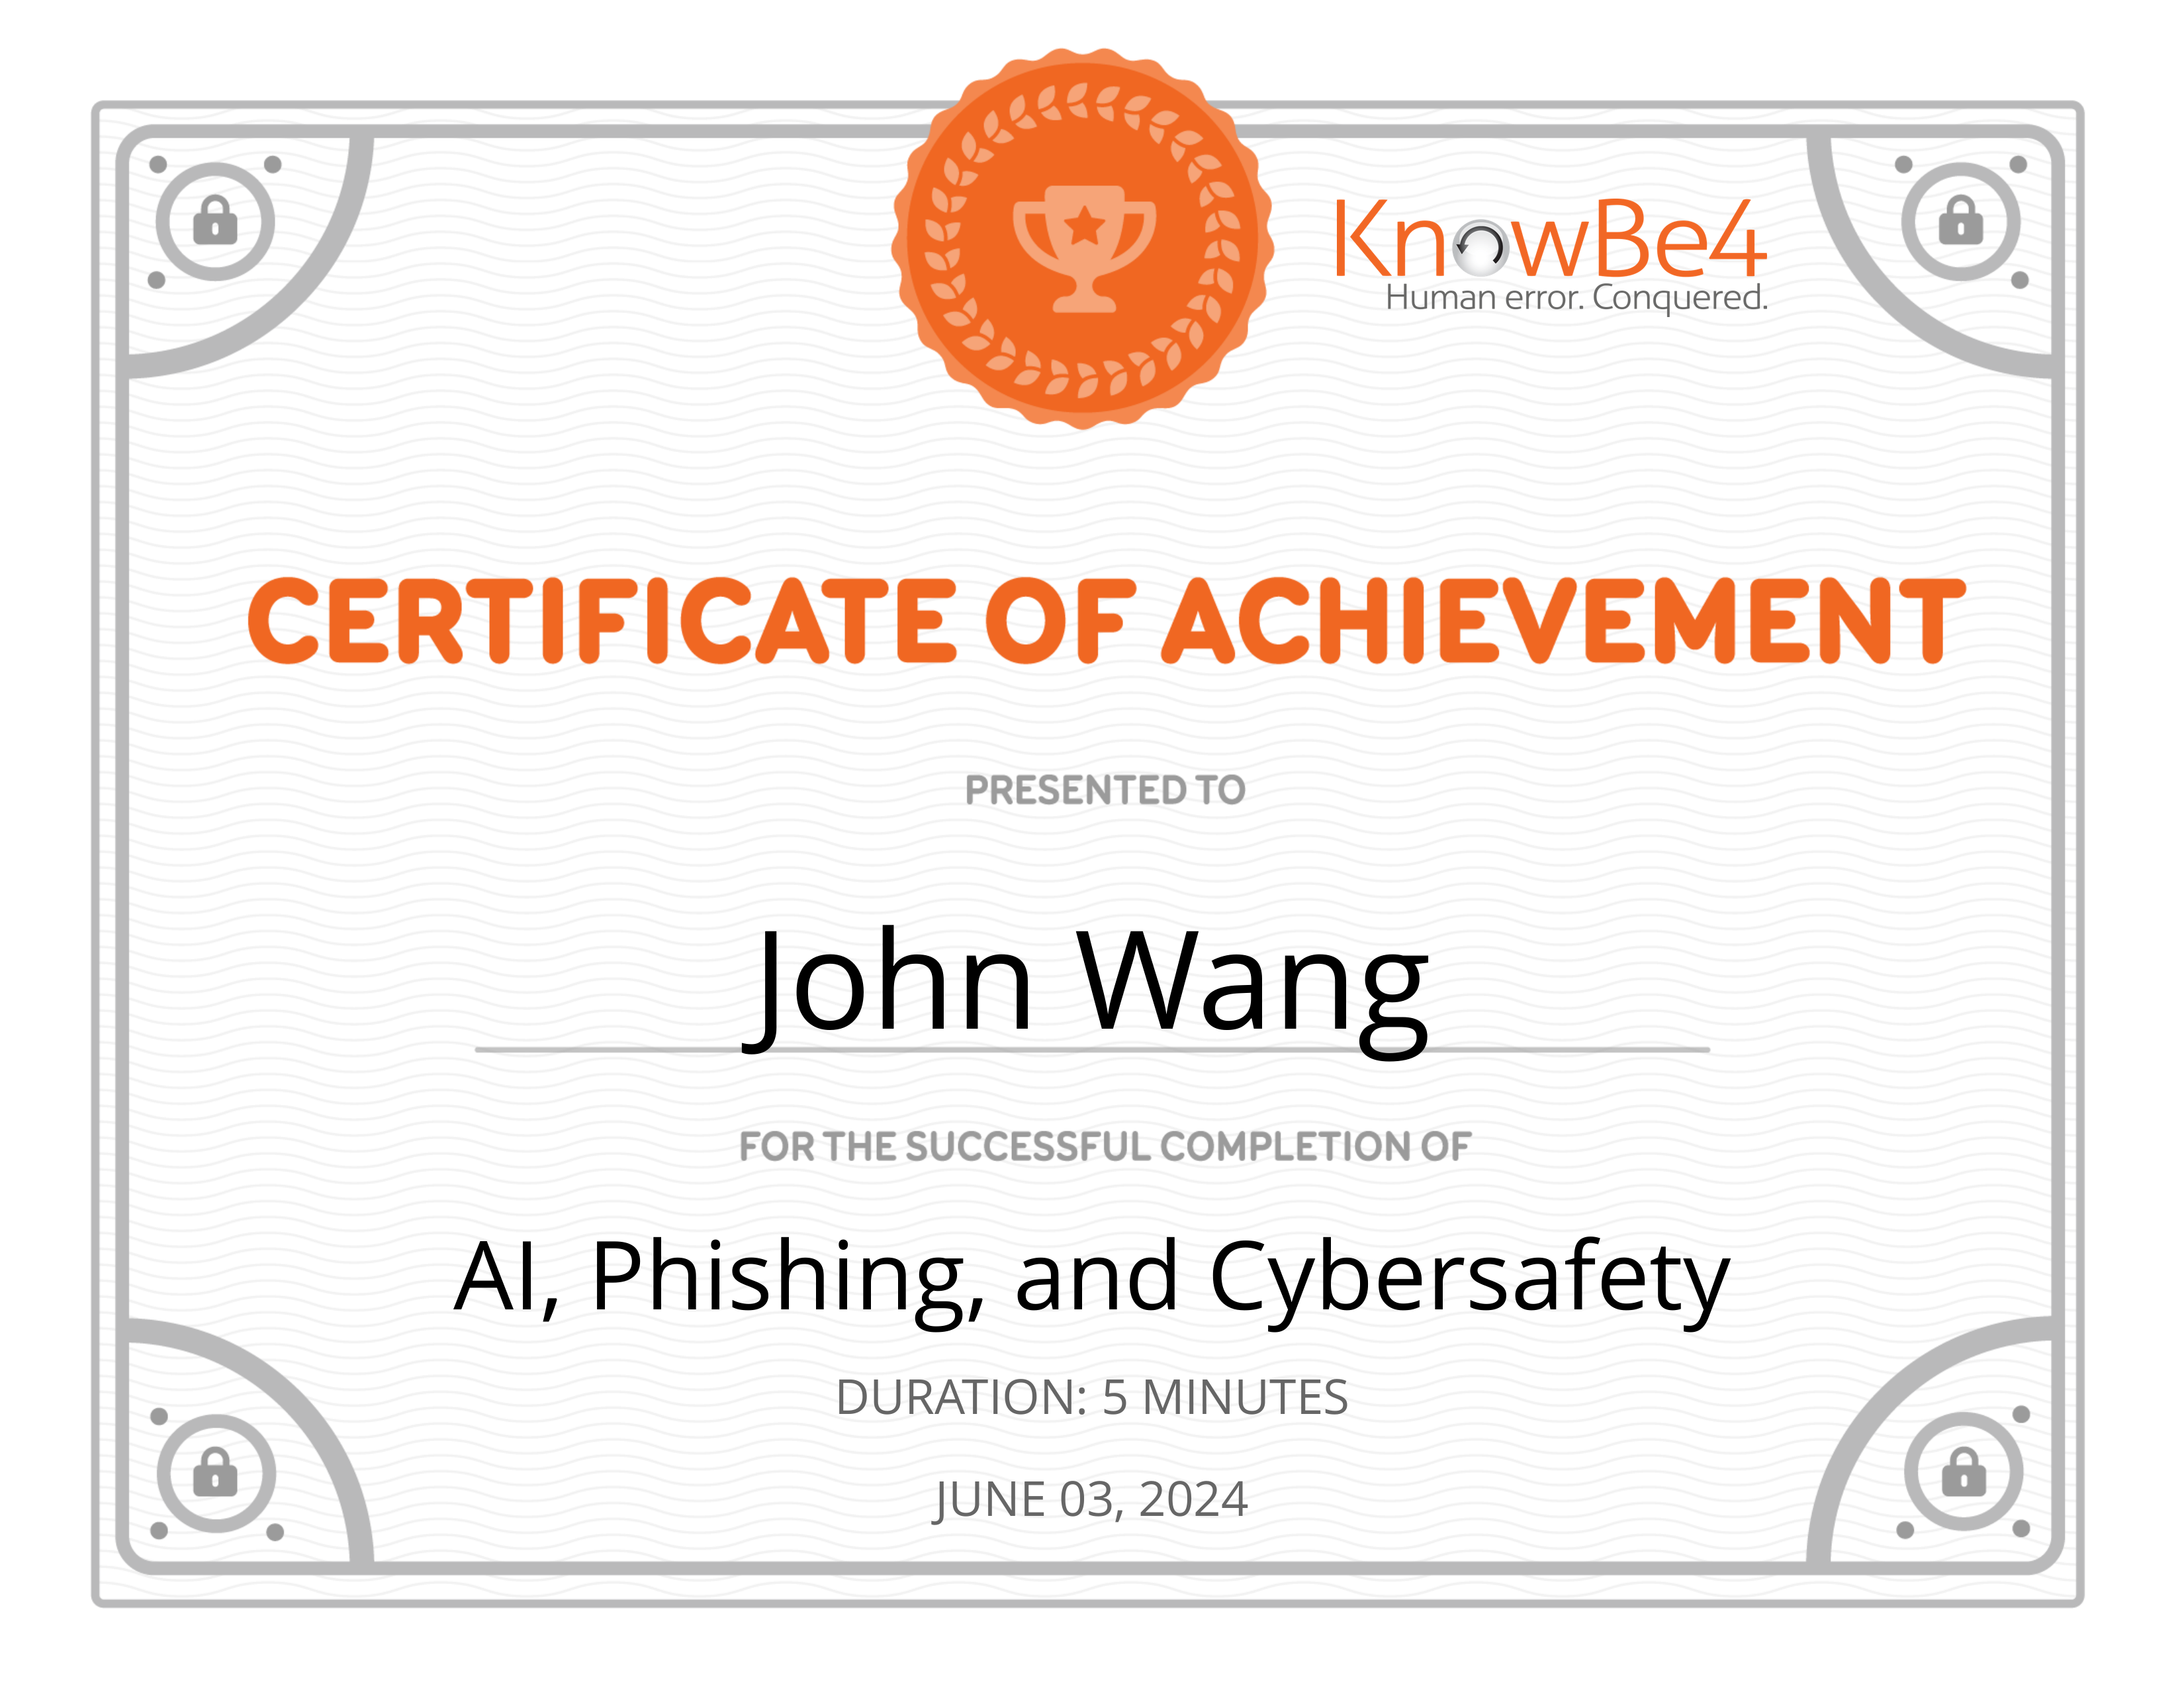 KnowBe4
Human error. Conquered.
CERTIFICATE OF ACHIEVEMENT
PRESENTED TO
John Wang
FOR THE SUCCESSFUL COMPLETION OF
AI, Phishing, and Cybersafety
DURATION: 5 MINUTES
JUNE 03, 2024